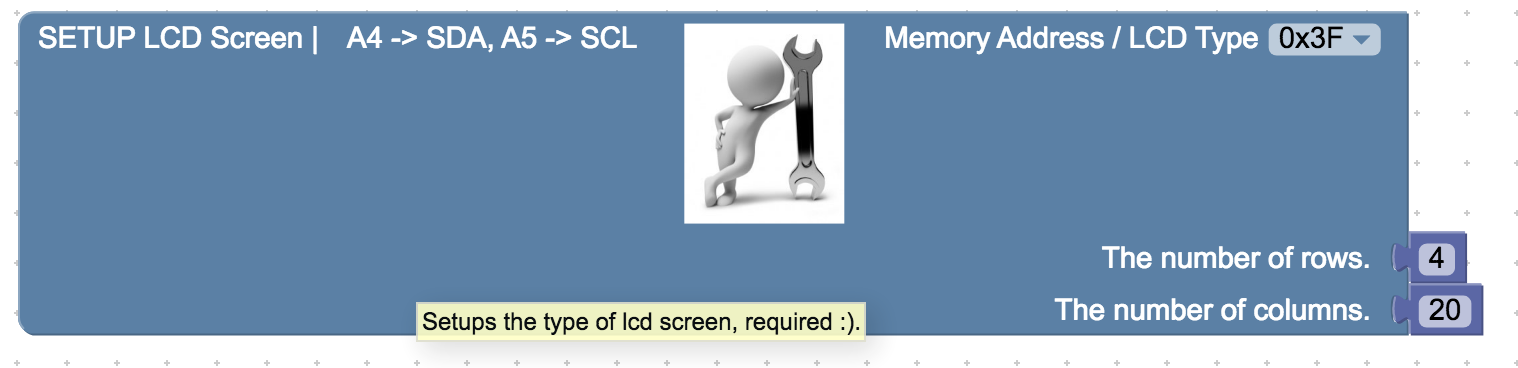 SETUP LCD Screen | A4 -> SDA, A5 -> SCL Memory Address / LCD Type 0x3F
The number of rows. 4
The number of columns. 20
Setups the type of lcd screen, required :).